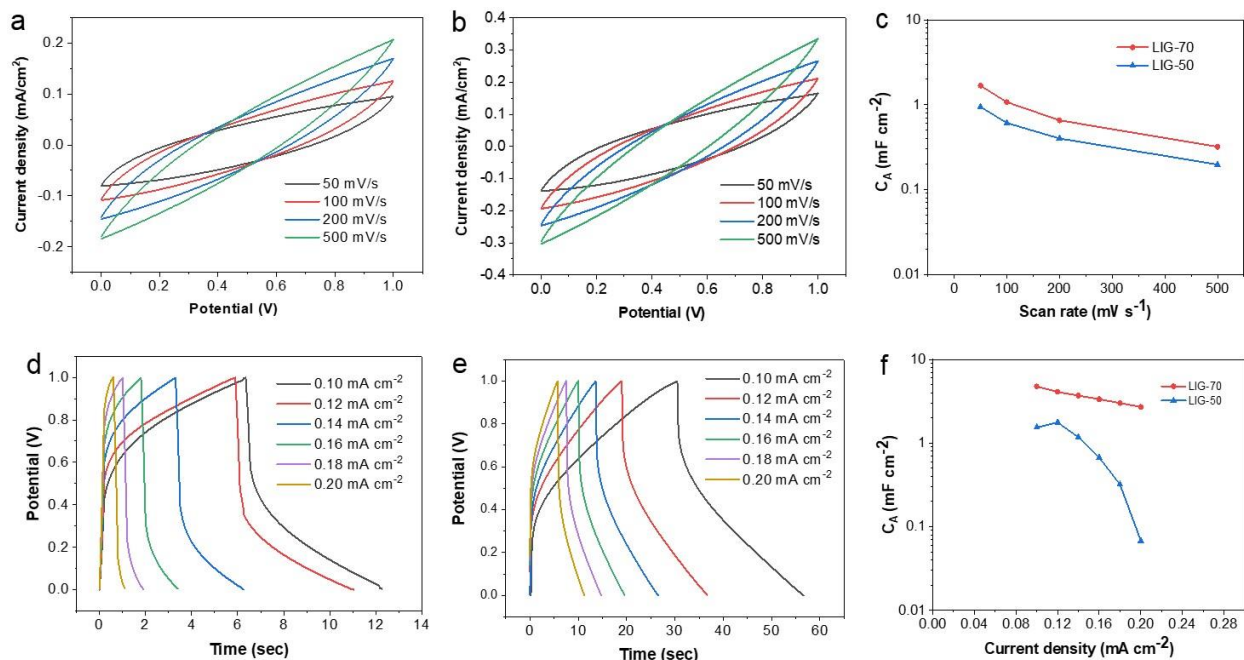 a
0.2
0.1
0.0
-0.1
-0.2
Current density (mA/cm²)
50 mV/s
100 mV/s
200 mV/s
500 mV/s
0.0 0.2 0.4 0.6 0.8 1.0
Potential (V)
b
0.4
0.3
0.2
0.1
0.0
-0.1
-0.2
-0.3
-0.4
Current density (mA/cm²)
50 mV/s
100 mV/s
200 mV/s
500 mV/s
0.0 0.2 0.4 0.6 0.8 1.0
Potential (V)
c
10
1
0.1
0.01
C_A (mF cm⁻²)
LIG-70
LIG-50
0 100 200 300 400 500
Scan rate (mV s⁻¹)
d
1.0
0.8
0.6
0.4
0.2
0.0
Potential (V)
0.10 mA cm⁻²
0.12 mA cm⁻²
0.14 mA cm⁻²
0.16 mA cm⁻²
0.18 mA cm⁻²
0.20 mA cm⁻²
0 2 4 6 8 10 12 14
Time (sec)
e
1.0
0.8
0.6
0.4
0.2
0.0
Potential (V)
0.10 mA cm⁻²
0.12 mA cm⁻²
0.14 mA cm⁻²
0.16 mA cm⁻²
0.18 mA cm⁻²
0.20 mA cm⁻²
0 10 20 30 40 50 60
Time (sec)
f
10
1
0.1
0.01
C_A (mF cm⁻²)
LIG-70
LIG-50
0.00 0.04 0.08 0.12 0.16 0.20 0.24 0.28
Current density (mA cm⁻²)